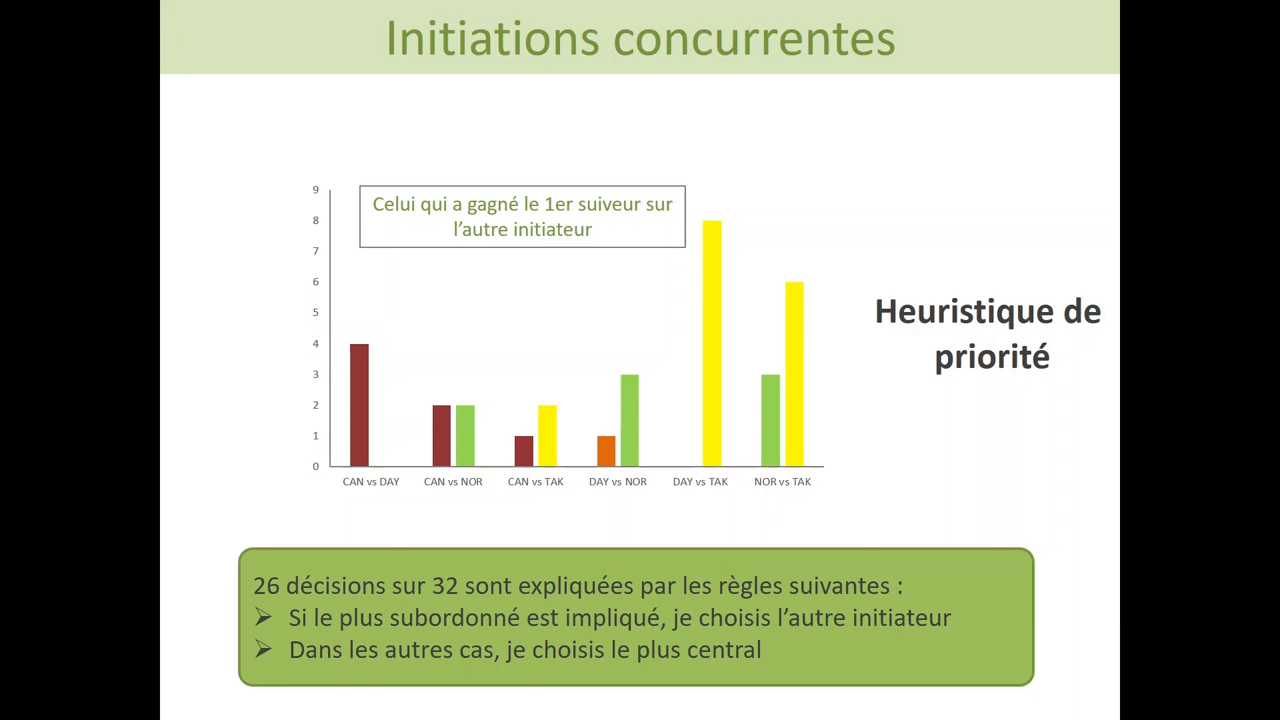 Initiations concurrentes
9
Celui qui a gagné le 1er suiveur sur
l’autre initiateur
8
7
6
5
4
3
2
1
0
CAN vs DAY
CAN vs NOR
CAN vs TAK
DAY vs NOR
DAY vs TAK
NOR vs TAK
Heuristique de
priorité
26 décisions sur 32 sont expliquées par les règles suivantes :
➢ Si le plus subordonné est impliqué, je choisis l’autre initiateur
➢ Dans les autres cas, je choisis le plus central